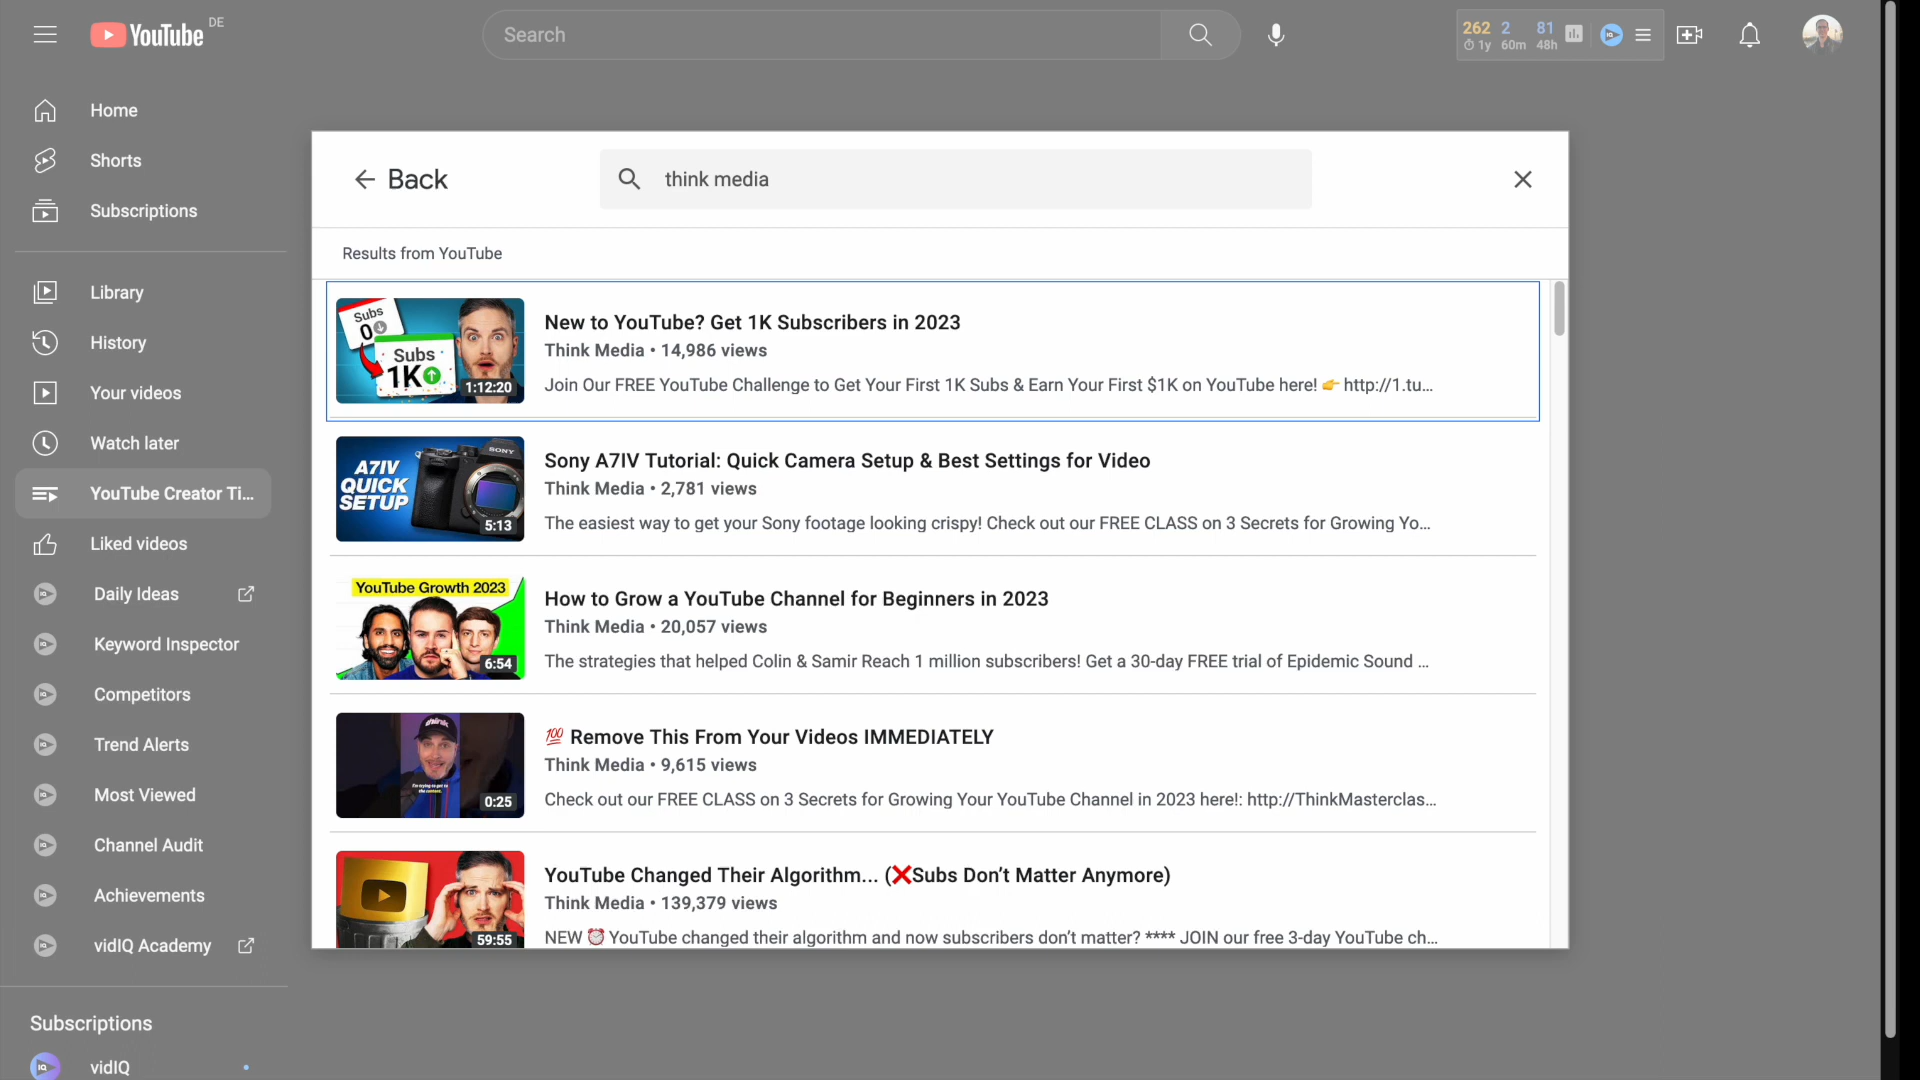 YouTube DE
Search
262 2 81
1y 60m 48h
Home
Shorts
Subscriptions
Library
History
Your videos
Watch later
YouTube Creator Ti...
Liked videos
Daily Ideas
Keyword Inspector
Competitors
Trend Alerts
Most Viewed
Channel Audit
Achievements
vidIQ Academy
Subscriptions
vidIQ
Back
think media
Results from YouTube
Subs
0
Subs
1K
1:12:20
New to YouTube? Get 1K Subscribers in 2023
Think Media • 14,986 views
Join Our FREE YouTube Challenge to Get Your First 1K Subs & Earn Your First $1K on YouTube here! 👉 http://1.tu...
A7IV
QUICK
SETUP
SONY
5:13
Sony A7IV Tutorial: Quick Camera Setup & Best Settings for Video
Think Media • 2,781 views
The easiest way to get your Sony footage looking crispy! Check out our FREE CLASS on 3 Secrets for Growing Yo...
YouTube Growth 2023
6:54
How to Grow a YouTube Channel for Beginners in 2023
Think Media • 20,057 views
The strategies that helped Colin & Samir Reach 1 million subscribers! Get a 30-day FREE trial of Epidemic Sound ...
I'm trying to get to
the content.
0:25
💯 Remove This From Your Videos IMMEDIATELY
Think Media • 9,615 views
Check out our FREE CLASS on 3 Secrets for Growing Your YouTube Channel in 2023 here!: http://ThinkMasterclas...
59:55
YouTube Changed Their Algorithm... (❌Subs Don't Matter Anymore)
Think Media • 139,379 views
NEW ⏰ YouTube changed their algorithm and now subscribers don't matter? **** JOIN our free 3-day YouTube ch...